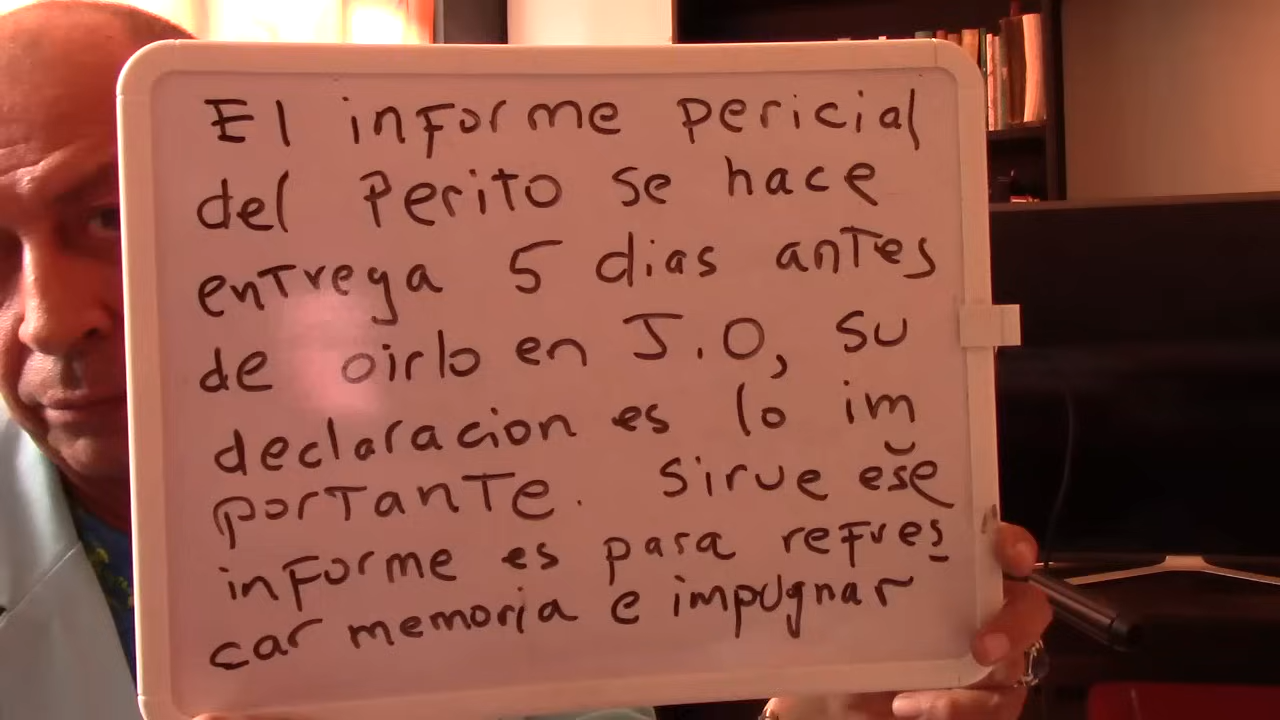 El informe pericial
del Perito se hace
entrega 5 dias antes
de oirlo en J.O, su
declaracion es lo im
portante. Sirve ese
informe es para refres
car memoria e impugnar